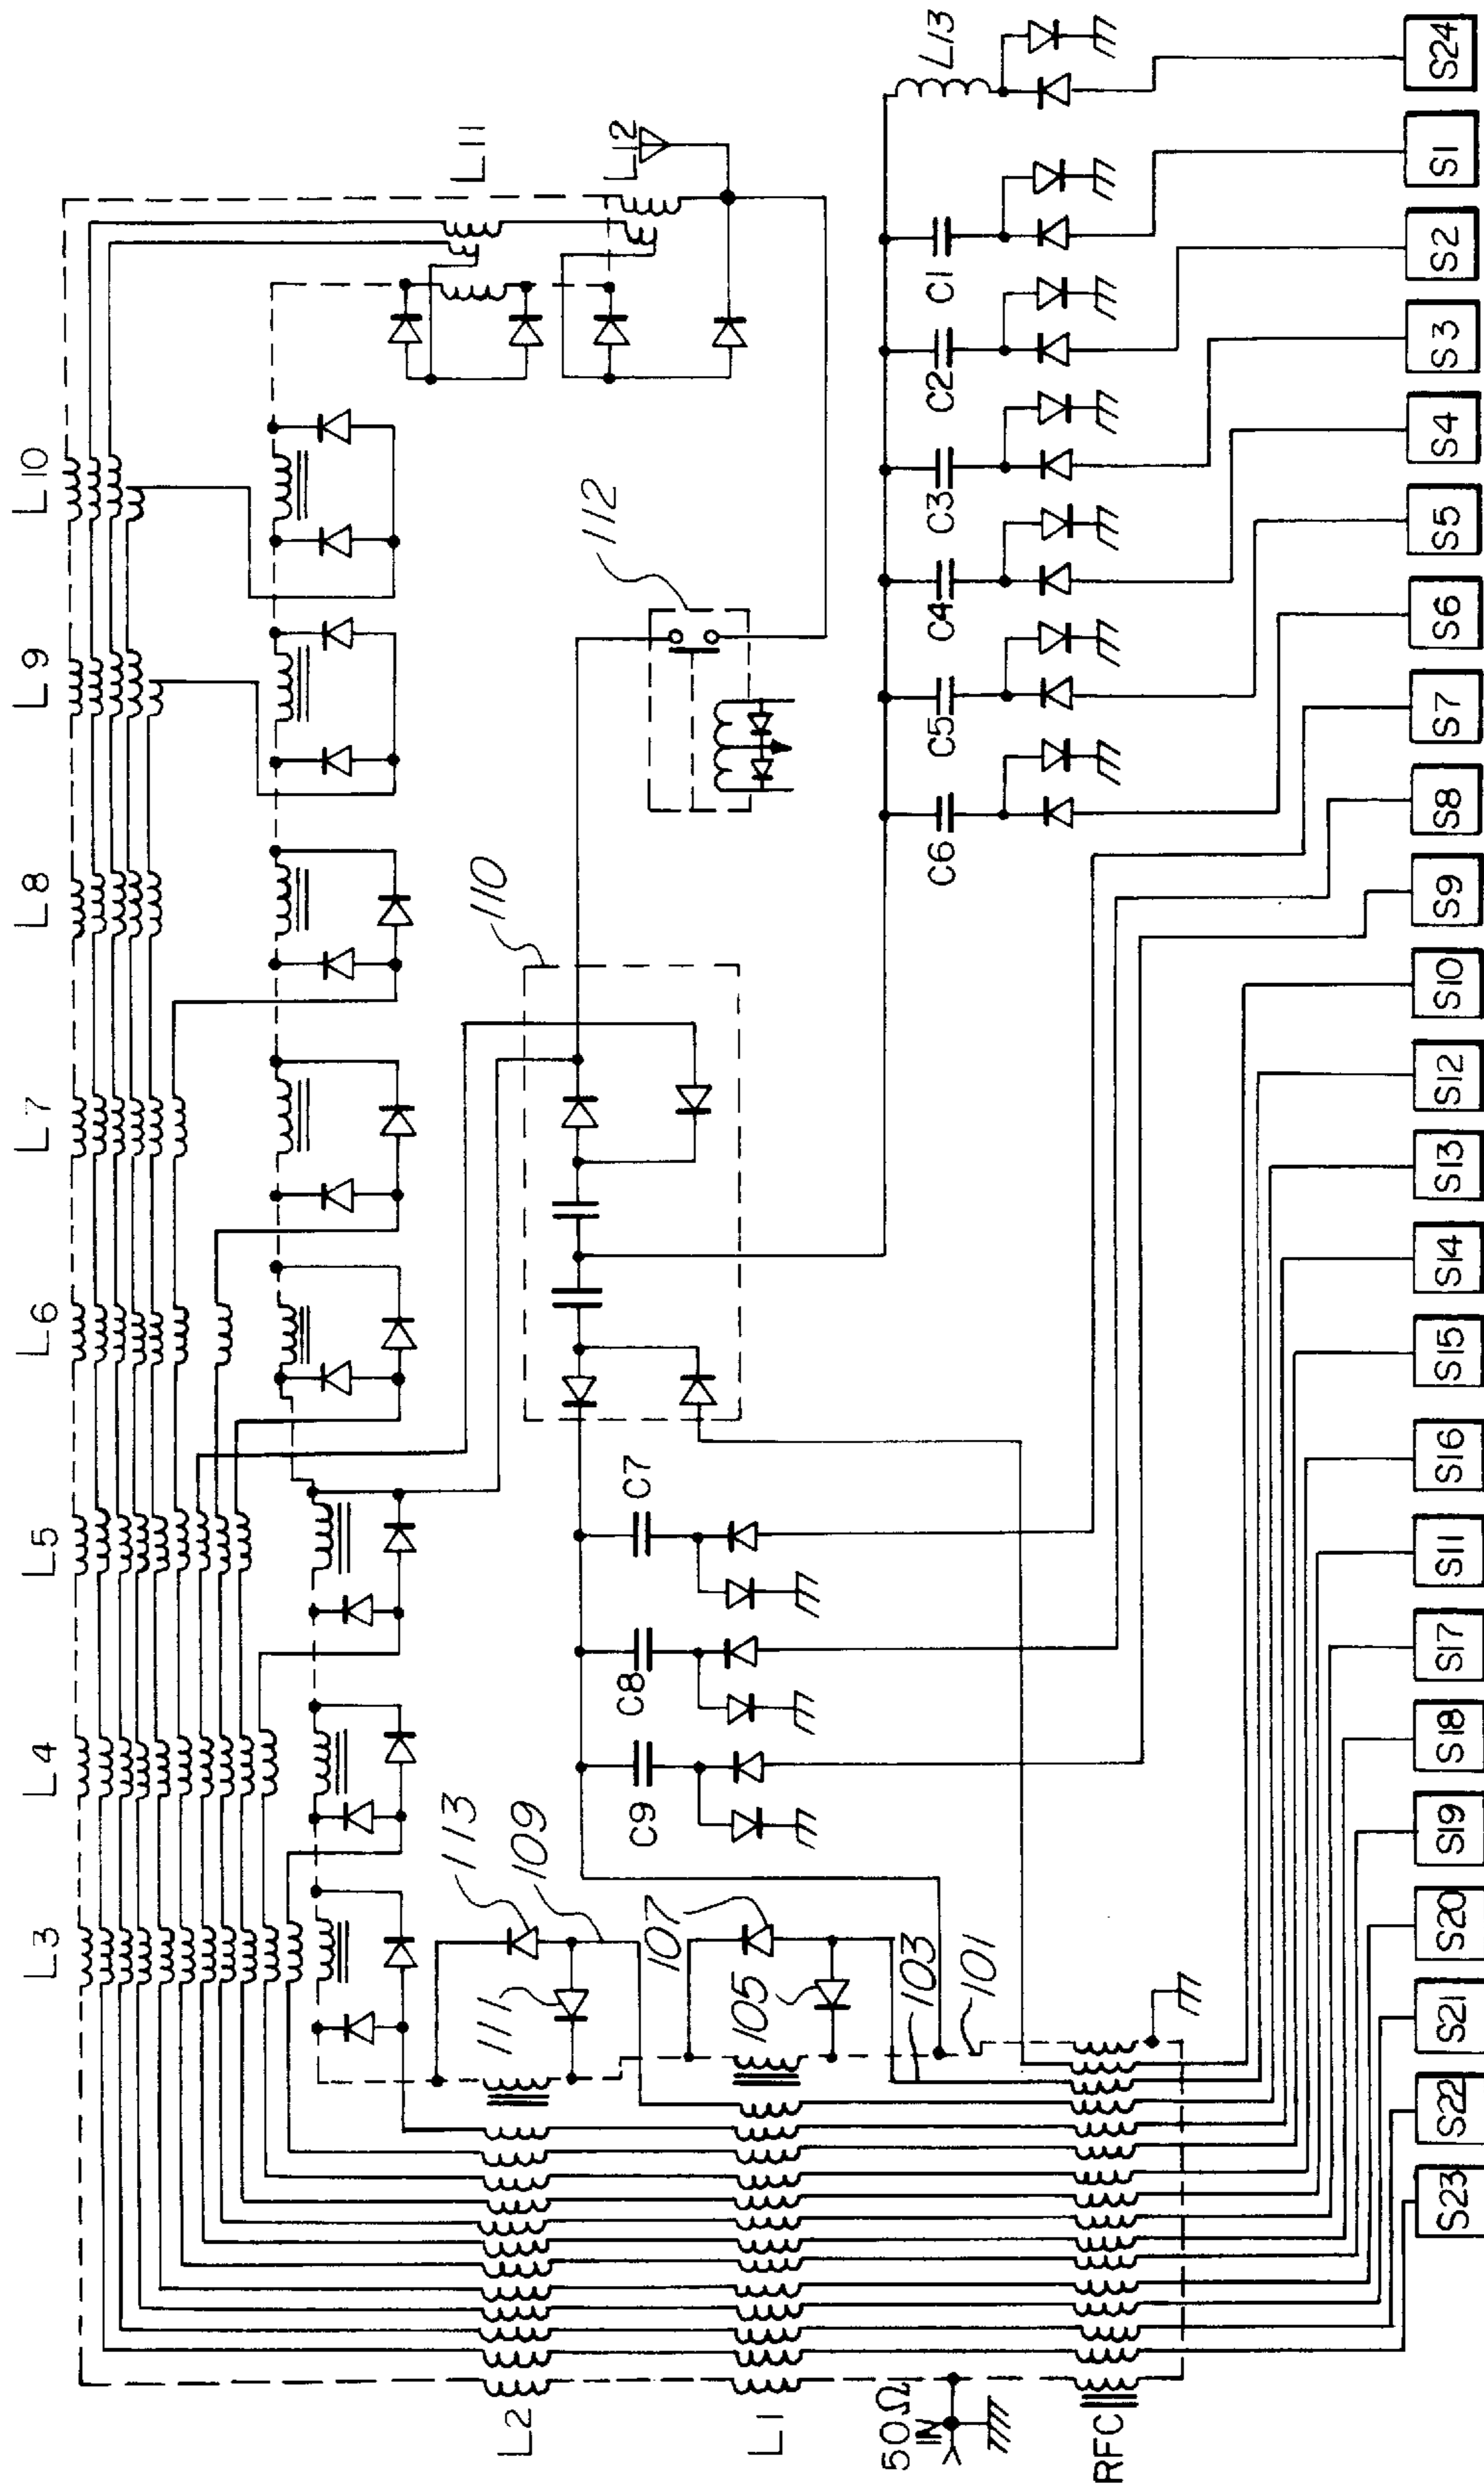 L3
L4
L5
L6
L7
L8
L9
L10
L11
L12
L13
L2
L1
50Ω
IN
RFC
113
109
111
107
105
103
101
110
112
C9
C8
C7
C6
C5
C4
C3
C2
C1
S23
S22
S21
S20
S19
S18
S17
S11
S16
S15
S14
S13
S12
S10
S9
S8
S7
S6
S5
S4
S3
S2
S1
S24